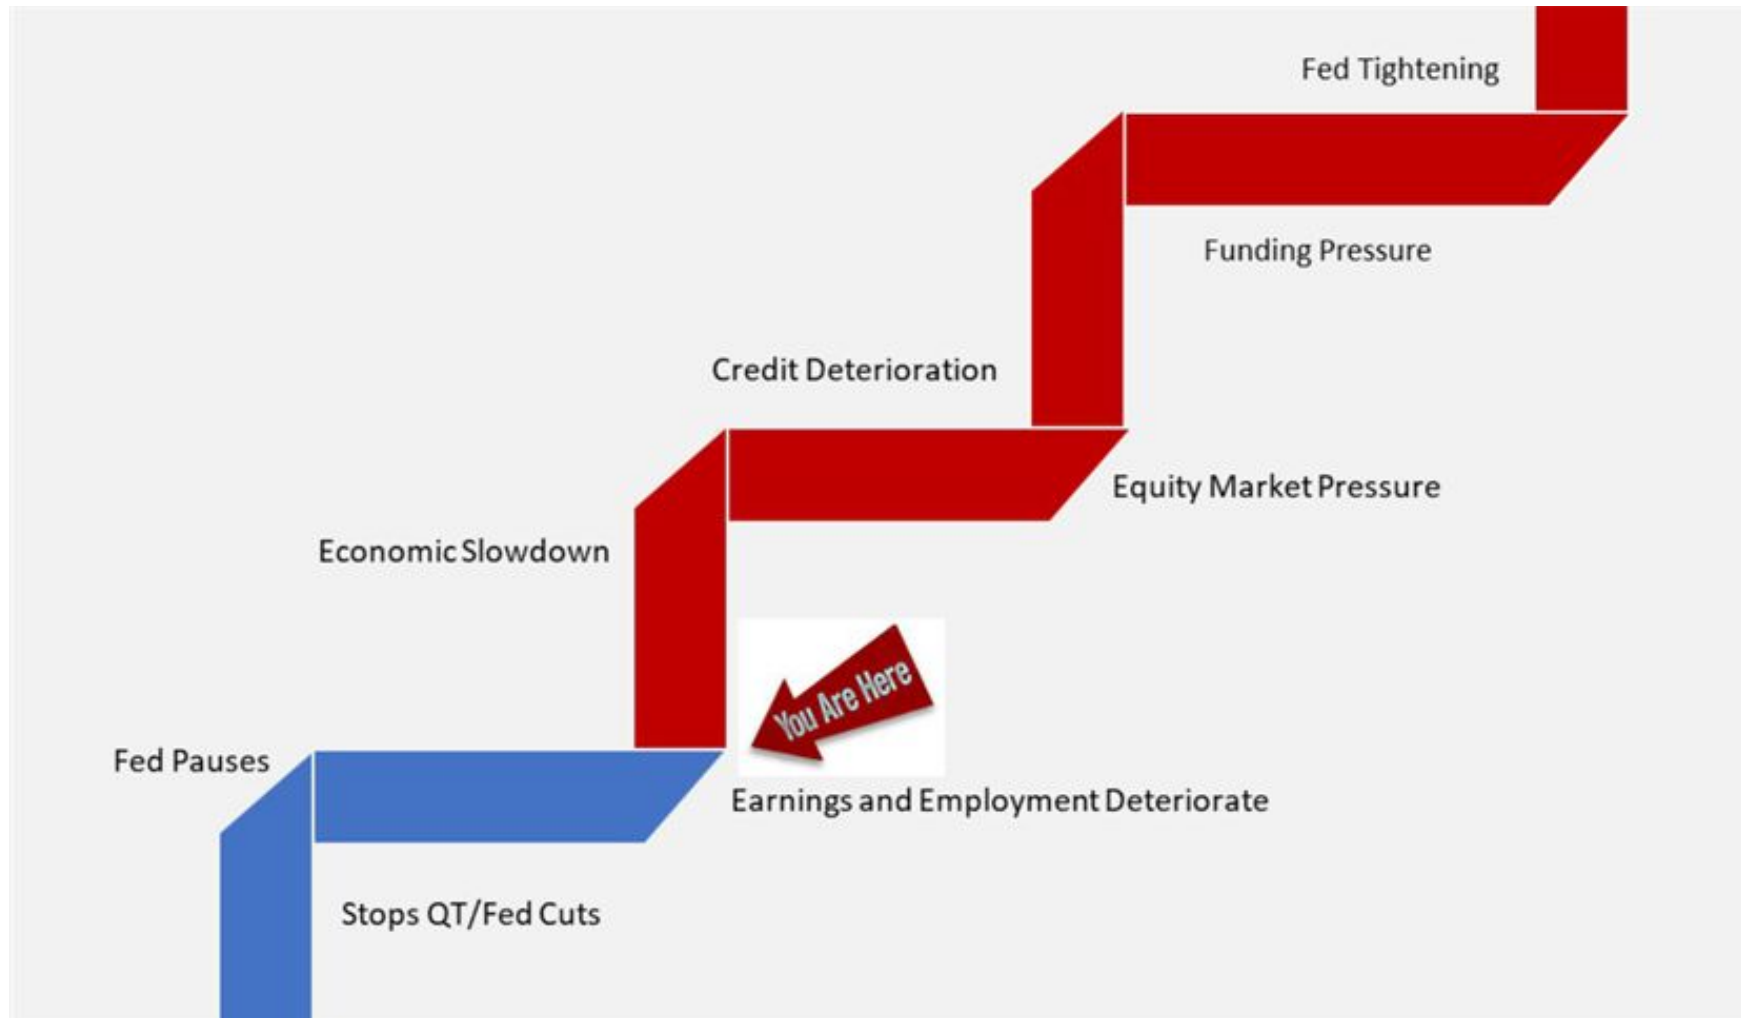 Fed Tightening
Funding Pressure
Credit Deterioration
Equity Market Pressure
Economic Slowdown
You Are Here
Fed Pauses
Earnings and Employment Deteriorate
Stops QT/Fed Cuts